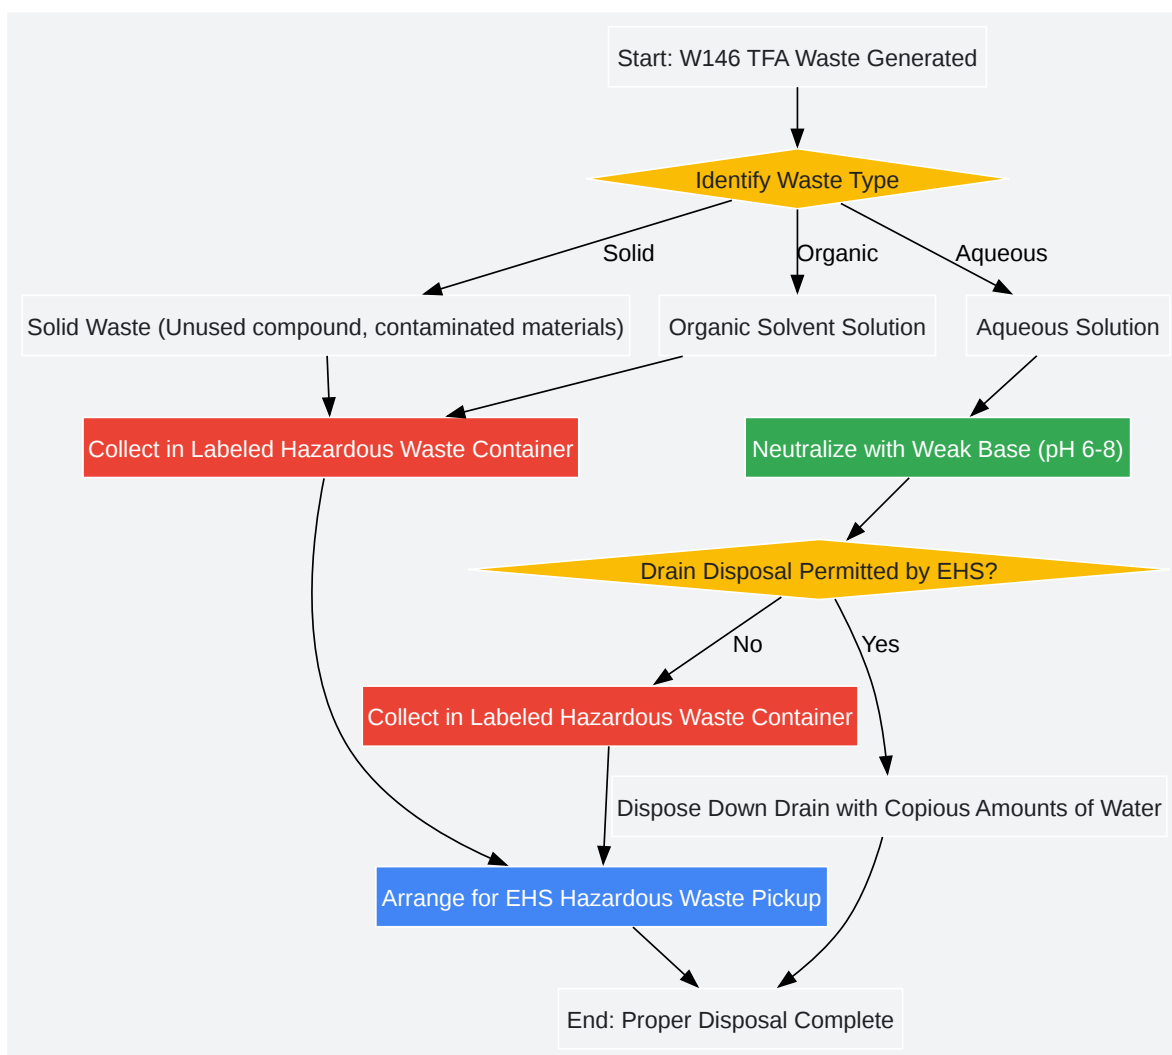 Start: W146 TFA Waste Generated
Identify Waste Type
Solid
Organic
Aqueous
Solid Waste (Unused compound, contaminated materials)
Organic Solvent Solution
Aqueous Solution
Collect in Labeled Hazardous Waste Container
Neutralize with Weak Base (pH 6-8)
Drain Disposal Permitted by EHS?
No
Yes
Collect in Labeled Hazardous Waste Container
Dispose Down Drain with Copious Amounts of Water
Arrange for EHS Hazardous Waste Pickup
End: Proper Disposal Complete